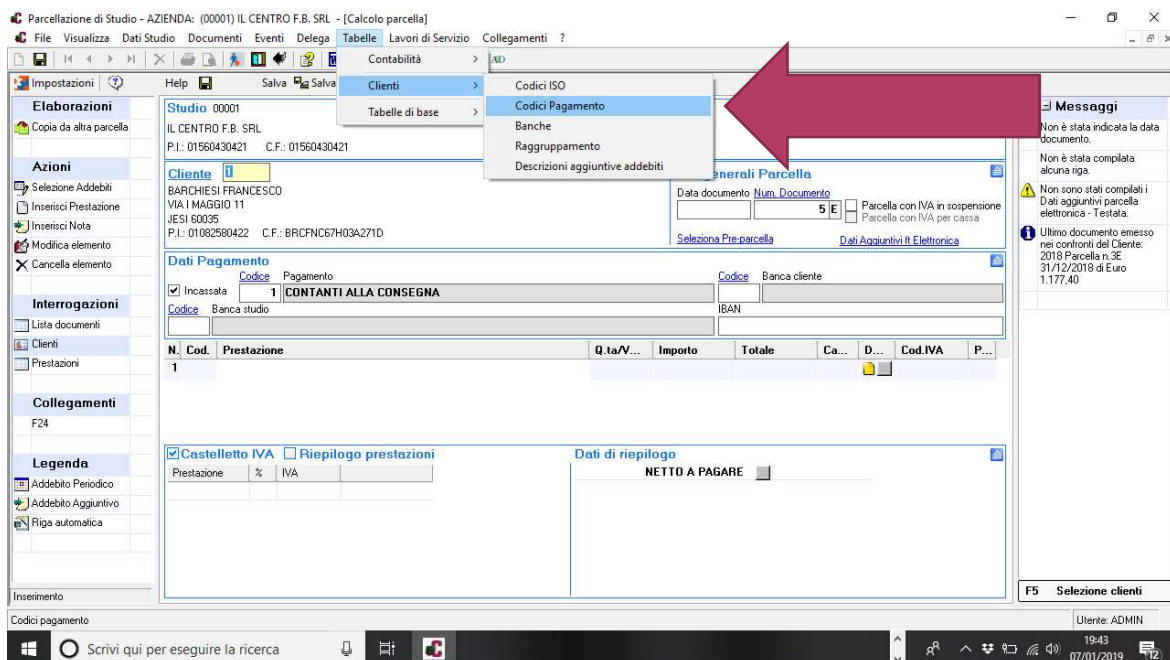 Parcellazione di Studio - AZIENDA: (00001) IL CENTRO F.B. SRL - [Calcolo parcella]
File Visualizza Dati Studio Documenti Eventi Delega Tabelle Lavori di Servizio Collegamenti ?
Contabilità
Clienti
Tabelle di base
Codici ISO
Codici Pagamento
Banche
Raggruppamento
Descrizioni aggiuntive addebiti
Impostazioni
Help Salva Salva
Elaborazioni
Copia da altra parcella
Azioni
Selezione Addebiti
Inserisci Prestazione
Inserisci Nota
Modifica elemento
Cancella elemento
Interrogazioni
Lista documenti
Clienti
Prestazioni
Collegamenti
F24
Legenda
Addebito Periodico
Addebito Aggiuntivo
Riga automatica
Inserimento
Studio 00001
IL CENTRO F.B. SRL
P.I.: 01560430421 C.F.: 01560430421
Cliente 1
BARCHIESI FRANCESCO
VIA I MAGGIO 11
JESI 60035
P.I.: 01082580422 C.F.: BRCFNC67H03A271D
enerali Parcella
Data documento Num. Documento
5 E
Parcella con IVA in sospensione
Parcella con IVA per cassa
Seleziona Pre-parcella Dati Aggiuntivi ft Elettronica
Dati Pagamento
Codice Pagamento Codice Banca cliente
Incassata 1 CONTANTI ALLA CONSEGNA
Codice Banca studio IBAN
N. Cod. Prestazione Q.ta/V... Importo Totale Ca... D... Cod.IVA P...
1
Castelletto IVA Riepilogo prestazioni
Prestazione % IVA
Dati di riepilogo
NETTO A PAGARE
Messaggi
Non è stata indicata la data
documento.
Non è stata compilata
alcuna riga.
Non sono stati compilati i
Dati aggiuntivi parcella
elettronica - Testata.
Ultimo documento emesso
nei confronti del Cliente:
2018 Parcella n.3E
31/12/2018 di Euro
1.177,40
F5 Selezione clienti
Codici pagamento
Utente: ADMIN
Scrivi qui per eseguire la ricerca
19:43
07/01/2019
12